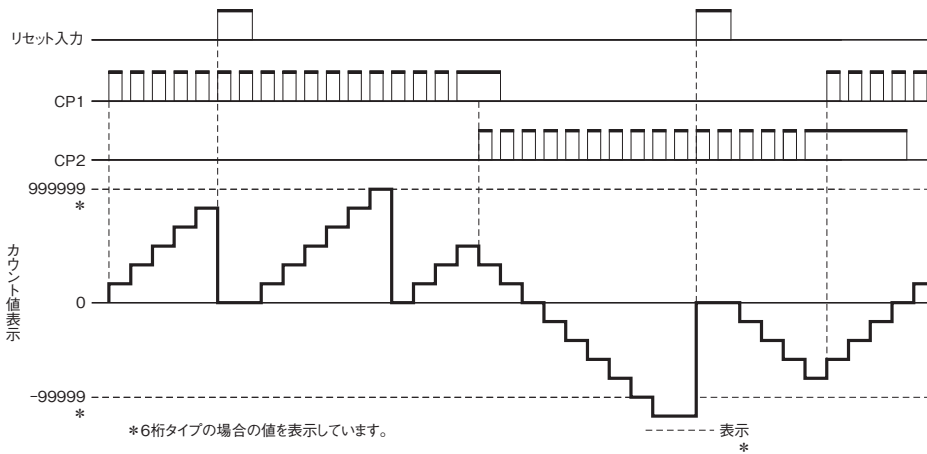 リセット入力
CP1
CP2
999999
*
カウント値表示
0
-99999
*
*6桁タイプの場合の値を表示しています。
------ 表示
*